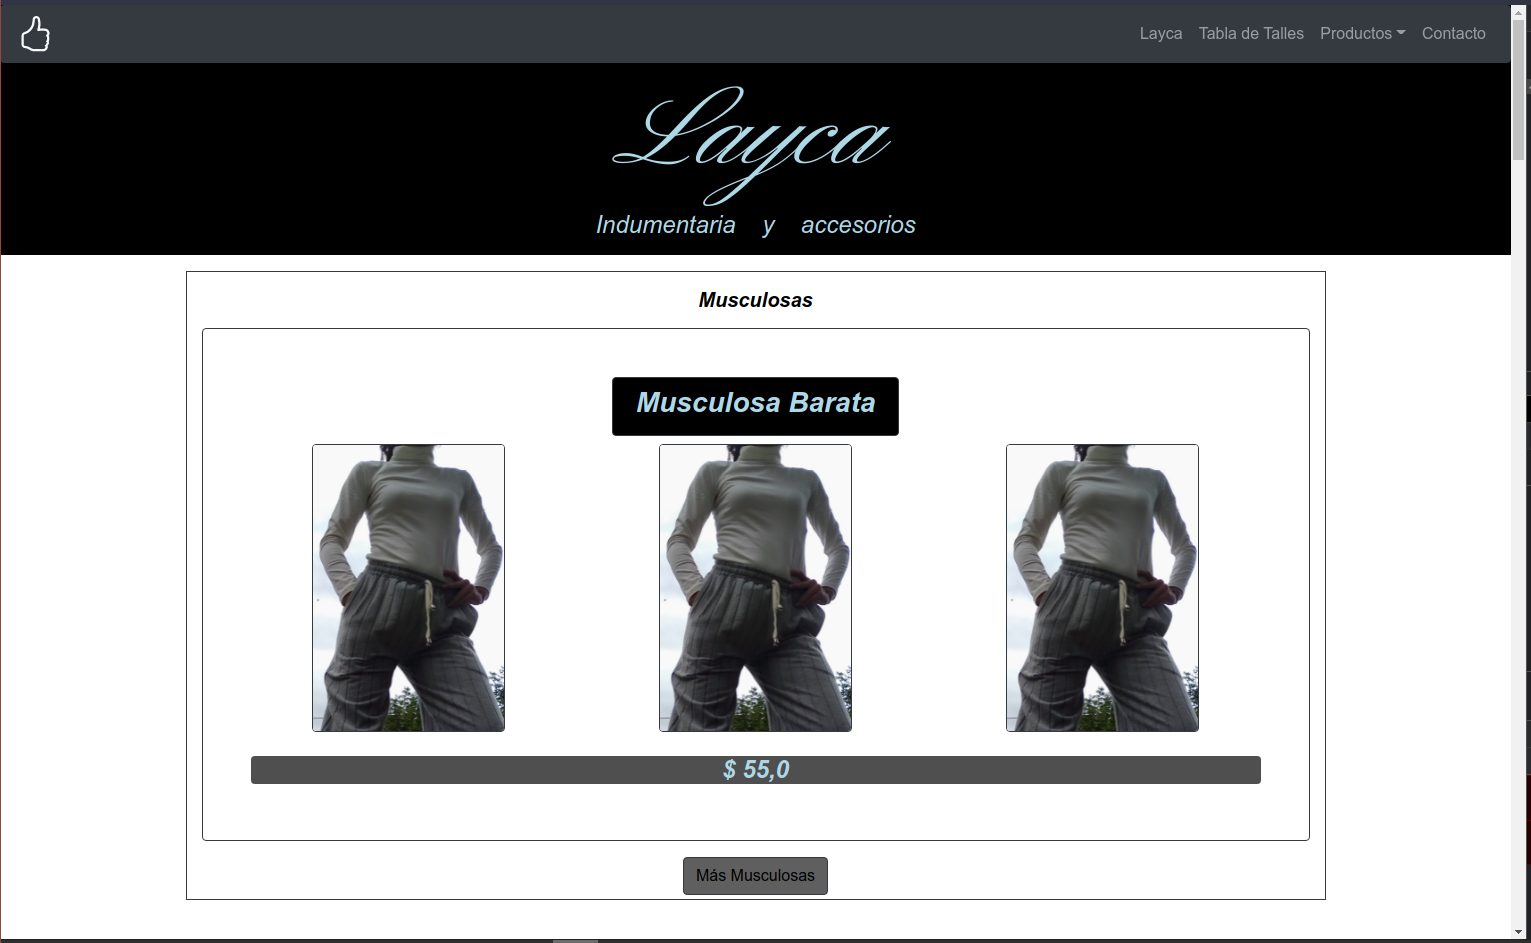 Layca Tabla de Talles Productos Contacto
Layca
Indumentaria y accesorios
Musculosas
Musculosa Barata
$ 55,0
Más Musculosas